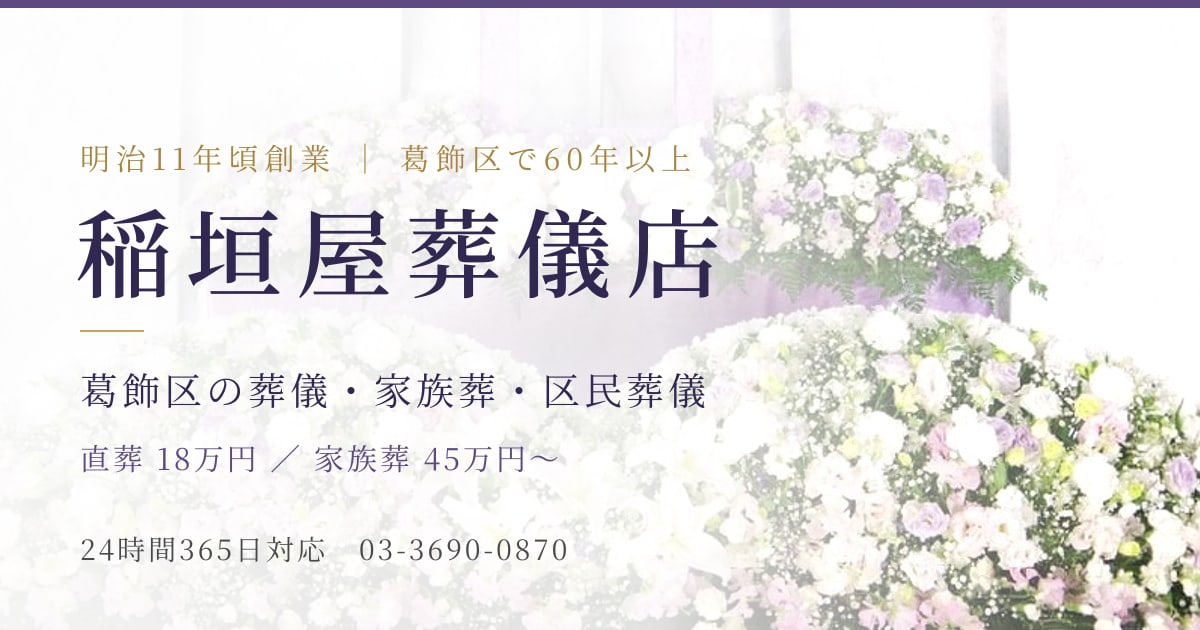 明治11年頃創業 ｜ 葛飾区で60年以上
稲垣屋葬儀店
葛飾区の葬儀・家族葬・区民葬儀
直葬 18万円 ／ 家族葬 45万円〜
24時間365日対応　03-3690-0870